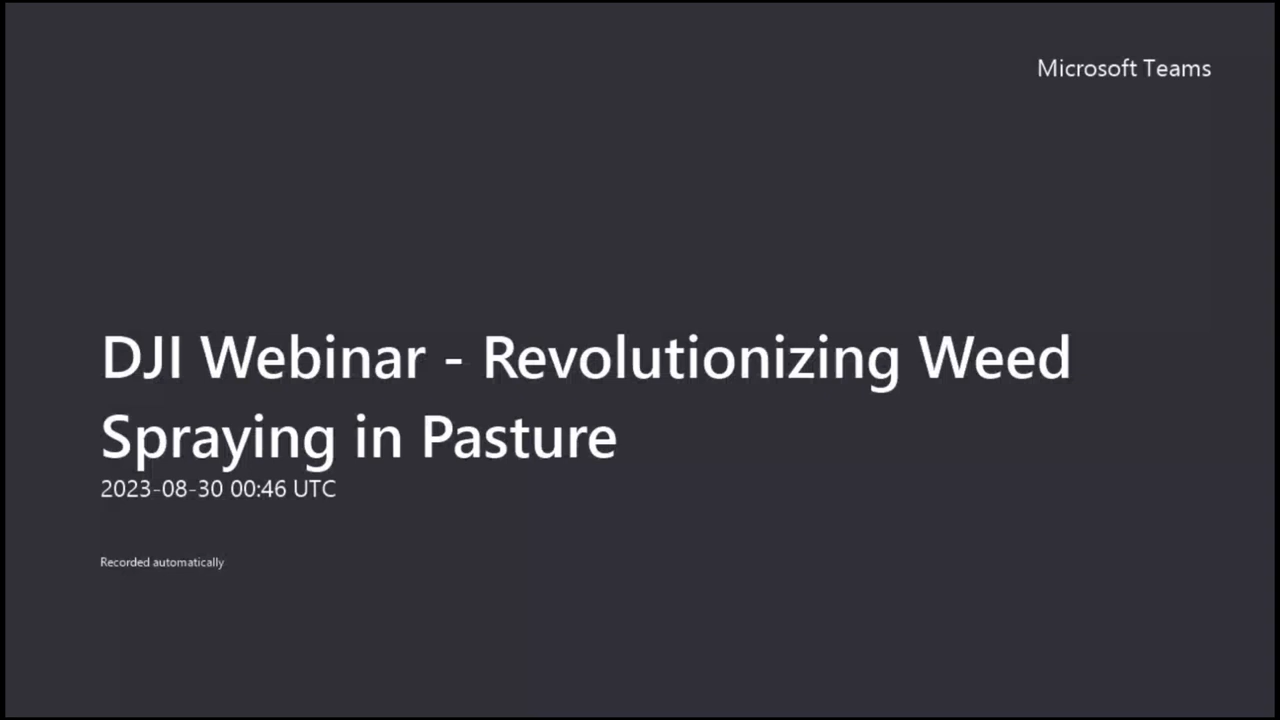 Microsoft Teams
DJI Webinar - Revolutionizing Weed
Spraying in Pasture
2023-08-30 00:46 UTC
Recorded automatically